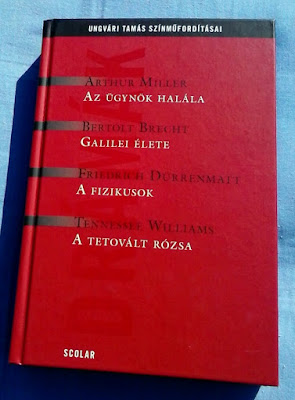 UNGVÁRI TAMÁS SZÍNMŰFORDÍTÁSAI
ARTHUR MILLER
AZ ÜGYNÖK HALÁLA
BERTOLT BRECHT
GALILEI ÉLETE
FRIEDRICH DÜRRENMATT
A FIZIKUSOK
TENNESSEE WILLIAMS
A TETOVÁLT RÓZSA
SCOLAR